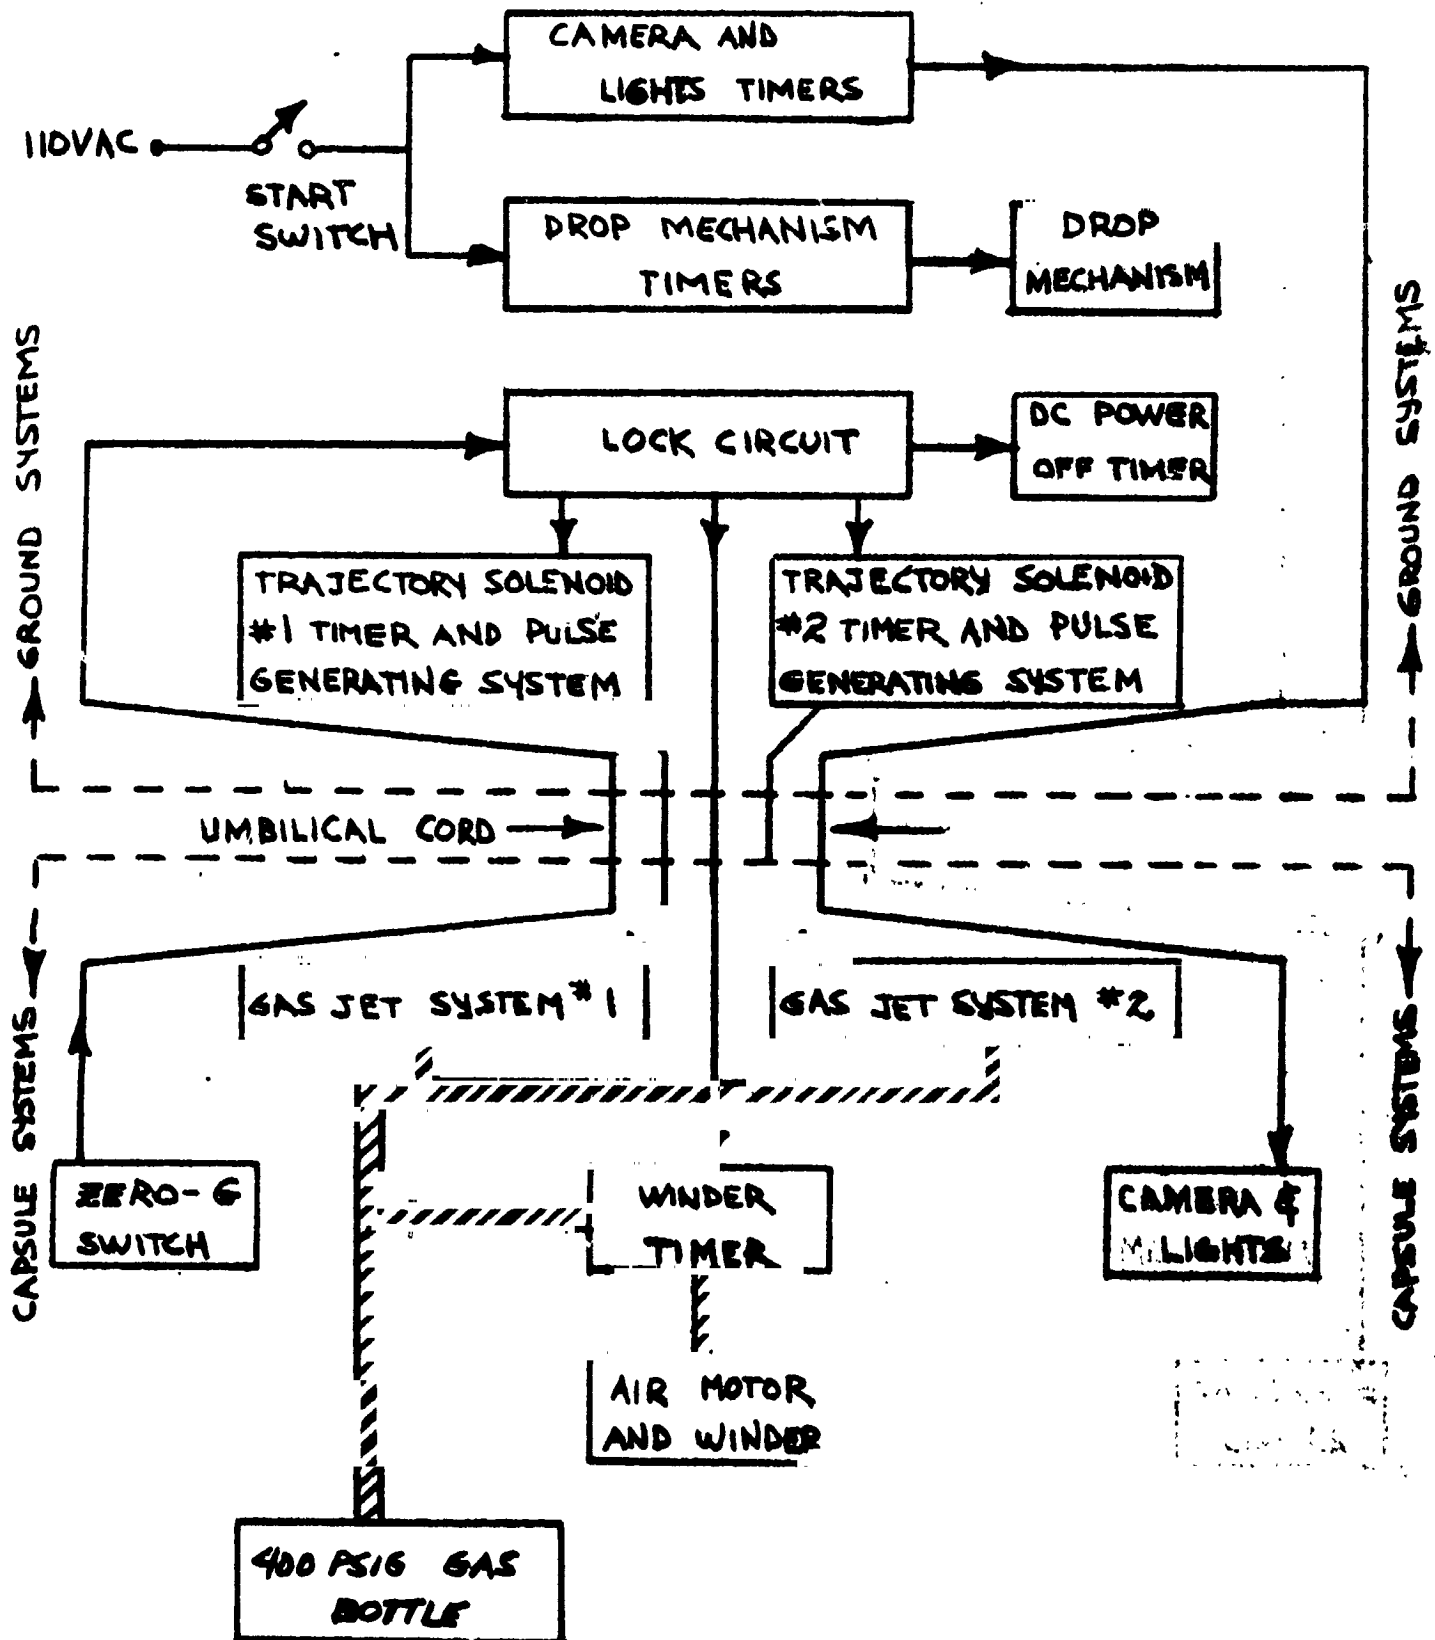 CAMERA AND
LIGHTS TIMERS
110VAC
START
SWITCH
DROP MECHANISM
TIMERS
DROP
MECHANISM
GROUND SYSTEMS
GROUND SYSTEMS
LOCK CIRCUIT
DC POWER
OFF TIMER
TRAJECTORY SOLENOID
#1 TIMER AND PULSE
GENERATING SYSTEM
TRAJECTORY SOLENOID
#2 TIMER AND PULSE
GENERATING SYSTEM
UMBILICAL CORD
CAPSULE SYSTEMS
CAPSULE SYSTEMS
GAS JET SYSTEM #1
GAS JET SYSTEM #2
ZERO-G
SWITCH
WINDER
TIMER
CAMERA &
LIGHTS
AIR MOTOR
AND WINDER
400 PSIG GAS
BOTTLE